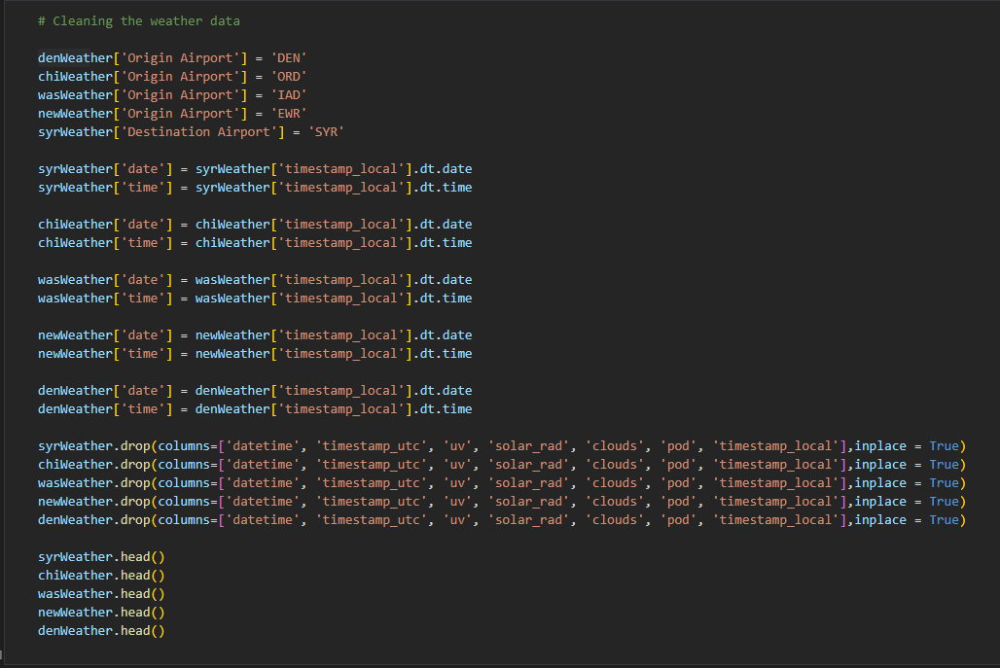 # Cleaning the weather data
denWeather['Origin Airport'] = 'DEN'
chiWeather['Origin Airport'] = 'ORD'
wasWeather['Origin Airport'] = 'IAD'
newWeather['Origin Airport'] = 'EWR'
syrWeather['Destination Airport'] = 'SYR'
syrWeather['date'] = syrWeather['timestamp_local'].dt.date
syrWeather['time'] = syrWeather['timestamp_local'].dt.time
chiWeather['date'] = chiWeather['timestamp_local'].dt.date
chiWeather['time'] = chiWeather['timestamp_local'].dt.time
wasWeather['date'] = wasWeather['timestamp_local'].dt.date
wasWeather['time'] = wasWeather['timestamp_local'].dt.time
newWeather['date'] = newWeather['timestamp_local'].dt.date
newWeather['time'] = newWeather['timestamp_local'].dt.time
denWeather['date'] = denWeather['timestamp_local'].dt.date
denWeather['time'] = denWeather['timestamp_local'].dt.time
syrWeather.drop(columns=['datetime', 'timestamp_utc', 'uv', 'solar_rad', 'clouds', 'pod', 'timestamp_local'],inplace = True)
chiWeather.drop(columns=['datetime', 'timestamp_utc', 'uv', 'solar_rad', 'clouds', 'pod', 'timestamp_local'],inplace = True)
wasWeather.drop(columns=['datetime', 'timestamp_utc', 'uv', 'solar_rad', 'clouds', 'pod', 'timestamp_local'],inplace = True)
newWeather.drop(columns=['datetime', 'timestamp_utc', 'uv', 'solar_rad', 'clouds', 'pod', 'timestamp_local'],inplace = True)
denWeather.drop(columns=['datetime', 'timestamp_utc', 'uv', 'solar_rad', 'clouds', 'pod', 'timestamp_local'],inplace = True)
syrWeather.head()
chiWeather.head()
wasWeather.head()
newWeather.head()
denWeather.head()